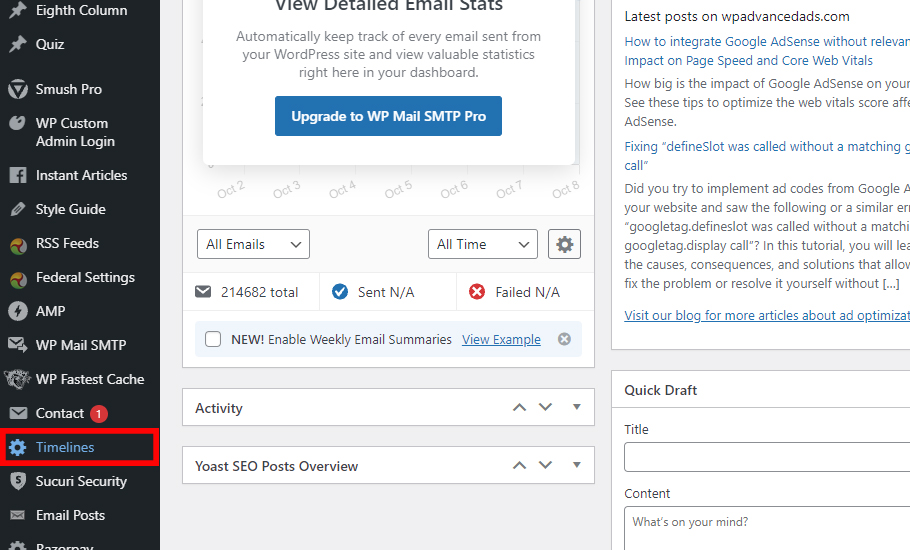 Eighth Column
Quiz
Smush Pro
WP Custom
Admin Login
Instant Articles
Style Guide
RSS Feeds
Federal Settings
AMP
WP Mail SMTP
WP Fastest Cache
Contact 1
Timelines
Sucuri Security
Email Posts
Razorpay
View Detailed Email Stats
Automatically keep track of every email sent from
your WordPress site and view valuable statistics
right here in your dashboard.
Upgrade to WP Mail SMTP Pro
Oct 2 Oct 3 Oct 4 Oct 5 Oct 6 Oct 7 Oct 8
All Emails All Time
214682 total Sent N/A Failed N/A
NEW! Enable Weekly Email Summaries View Example
Activity
Yoast SEO Posts Overview
Latest posts on wpadvancedads.com
How to integrate Google AdSense without relevan
Impact on Page Speed and Core Web Vitals
How big is the impact of Google AdSense on your
See these tips to optimize the web vitals score affe
AdSense.
Fixing “defineSlot was called without a matching g
call”
Did you try to implement ad codes from Google A
your website and saw the following or a similar err
“googletag.defineslot was called without a matchi
googletag.display call”? In this tutorial, you will lea
the causes, consequences, and solutions that allow
fix the problem or resolve it yourself without […]
Visit our blog for more articles about ad optimizat
Quick Draft
Title
Content
What's on your mind?